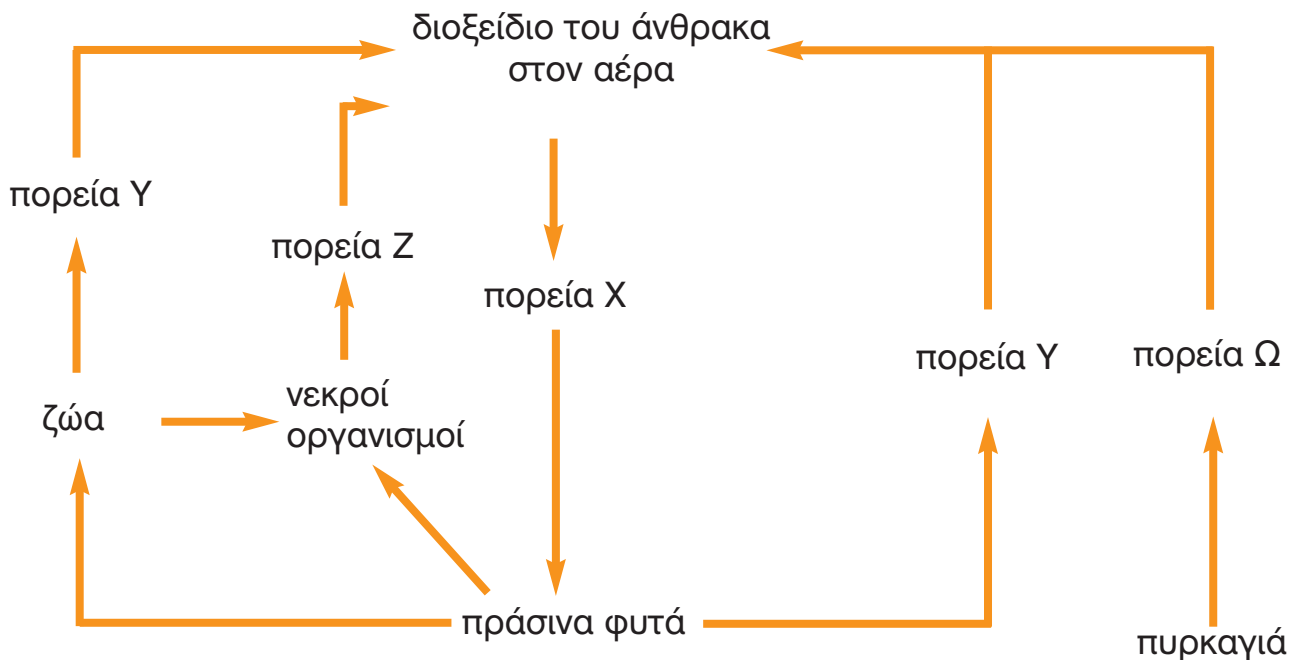 διοξείδιο του άνθρακα
στον αέρα
πορεία Υ
πορεία Ζ
πορεία Χ
πορεία Υ
πορεία Ω
ζώα
νεκροί
οργανισμοί
πράσινα φυτά
πυρκαγιά